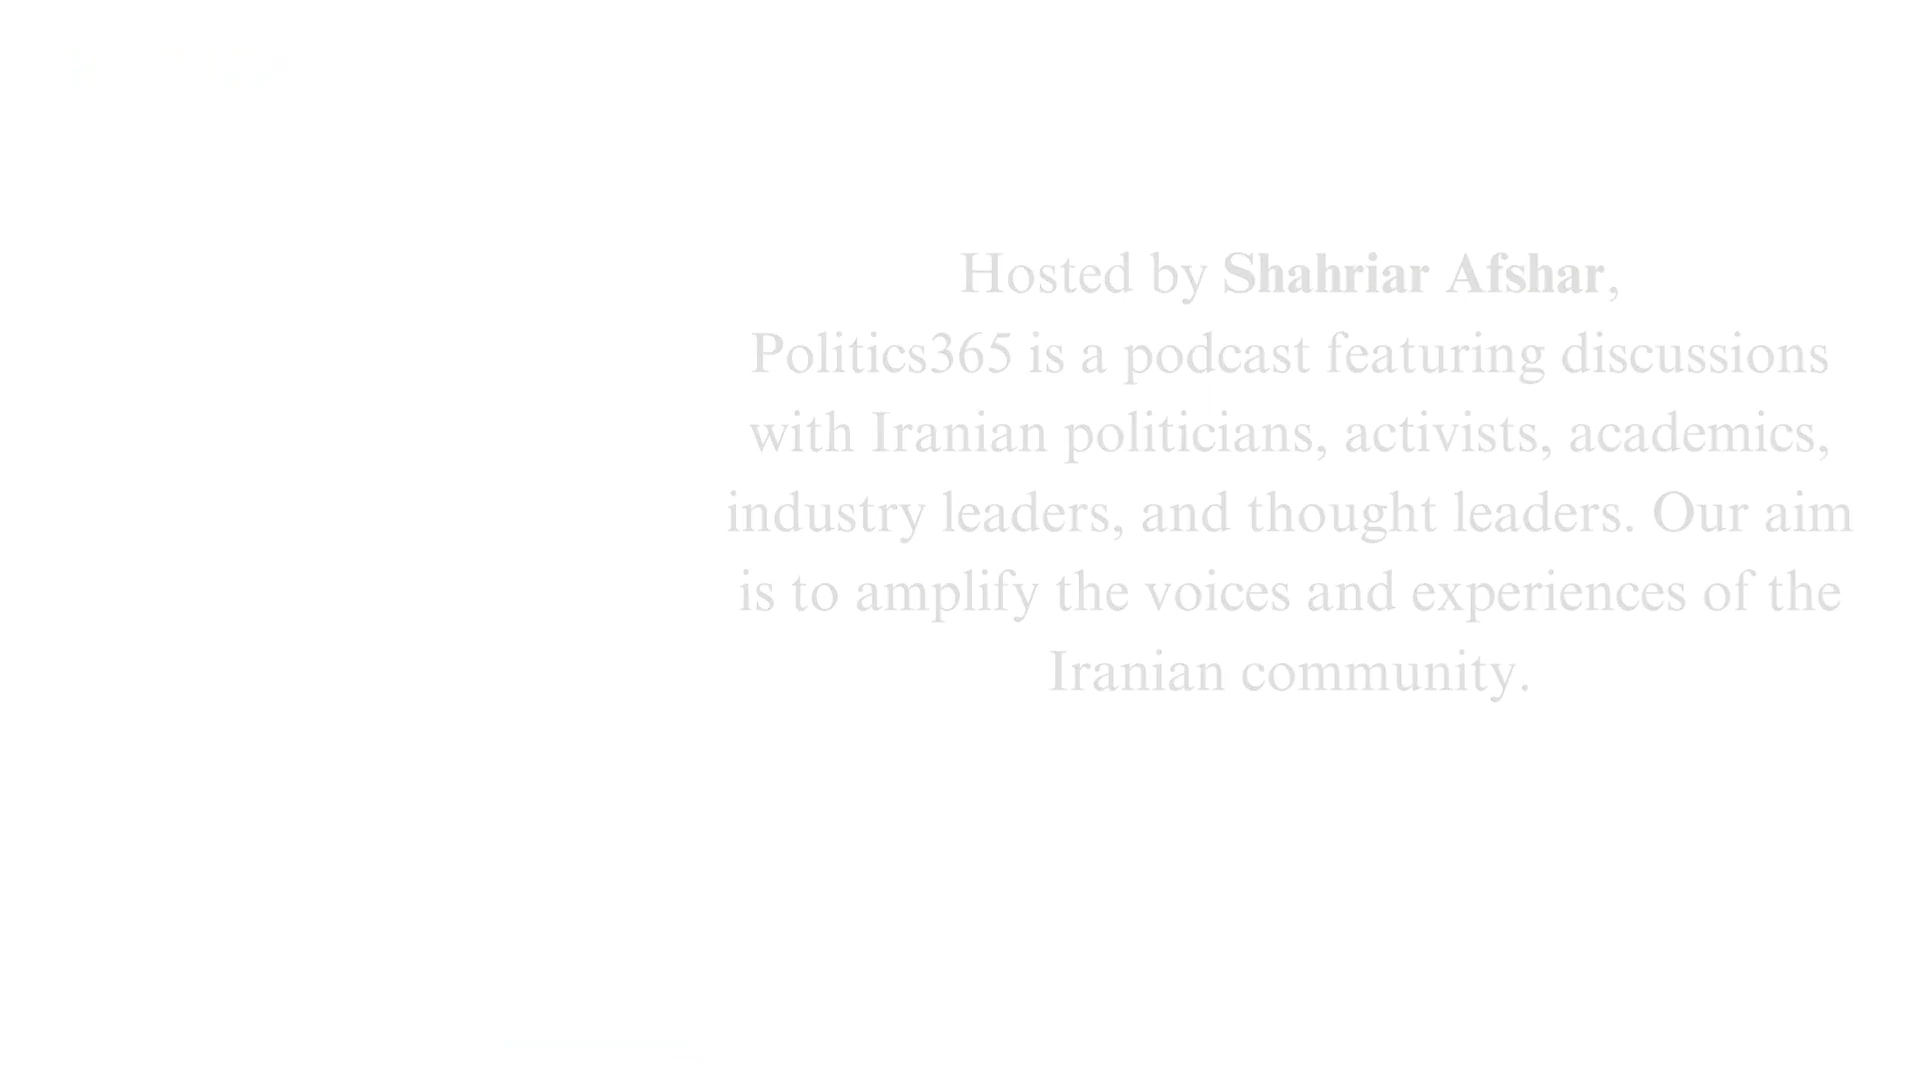 Hosted by Shahriar Afshar,
Politics365 is a podcast featuring discussions
with Iranian politicians, activists, academics,
industry leaders, and thought leaders. Our aim
is to amplify the voices and experiences of the
Iranian community.